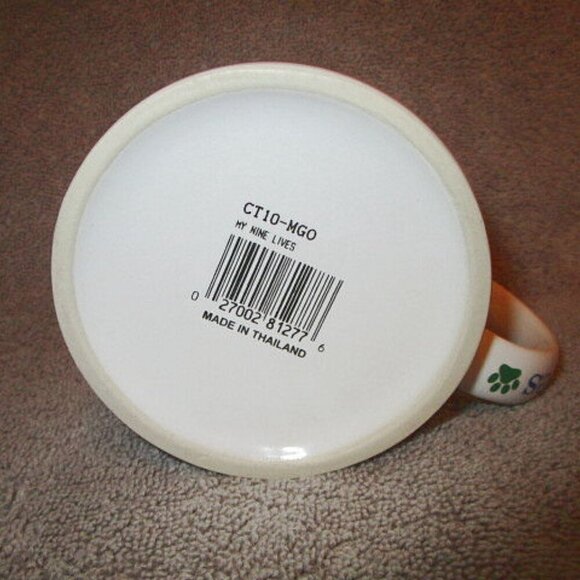 CT10-MGO
MY NINE LIVES
0 27002 81277 6
MADE IN THAILAND
S